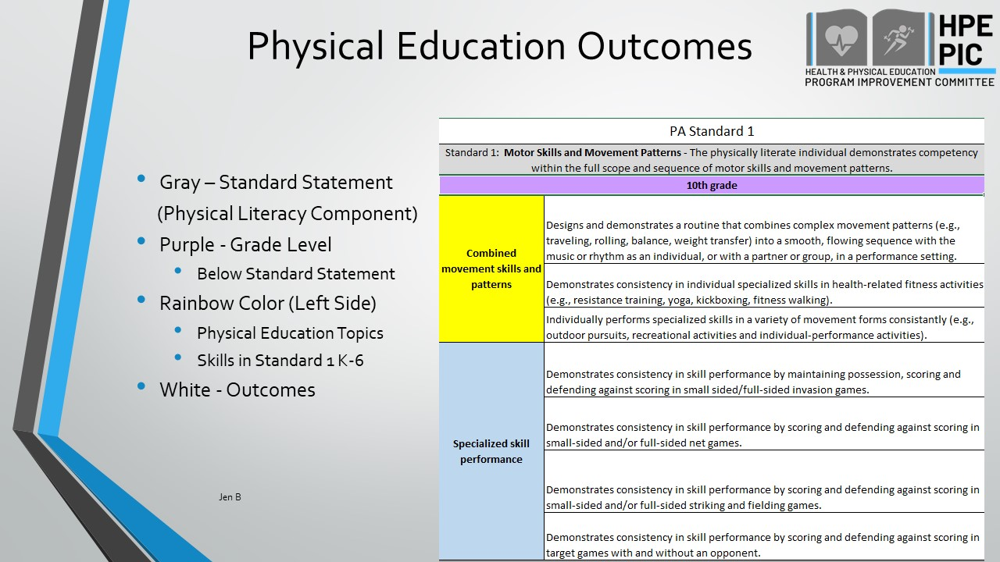 Physical Education Outcomes
HPE
PIC
HEALTH & PHYSICAL EDUCATION
PROGRAM IMPROVEMENT COMMITTEE
Gray – Standard Statement
(Physical Literacy Component)
Purple - Grade Level
Below Standard Statement
Rainbow Color (Left Side)
Physical Education Topics
Skills in Standard 1 K-6
White - Outcomes
Jen B
PA Standard 1
Standard 1: Motor Skills and Movement Patterns - The physically literate individual demonstrates competency
within the full scope and sequence of motor skills and movement patterns.
10th grade
Combined
movement skills and
patterns
Designs and demonstrates a routine that combines complex movement patterns (e.g.,
traveling, rolling, balance, weight transfer) into a smooth, flowing sequence with the
music or rhythm as an individual, or with a partner or group, in a performance setting.
Demonstrates consistency in individual specialized skills in health-related fitness activities
(e.g., resistance training, yoga, kickboxing, fitness walking).
Individually performs specialized skills in a variety of movement forms consistently (e.g.,
outdoor pursuits, recreational activities and individual-performance activities).
Specialized skill
performance
Demonstrates consistency in skill performance by maintaining possession, scoring and
defending against scoring in small sided/full-sided invasion games.
Demonstrates consistency in skill performance by scoring and defending against scoring in
small-sided and/or full-sided net games.
Demonstrates consistency in skill performance by scoring and defending against scoring in
small-sided and/or full-sided striking and fielding games.
Demonstrates consistency in skill performance by scoring and defending against scoring in
target games with and without an opponent.